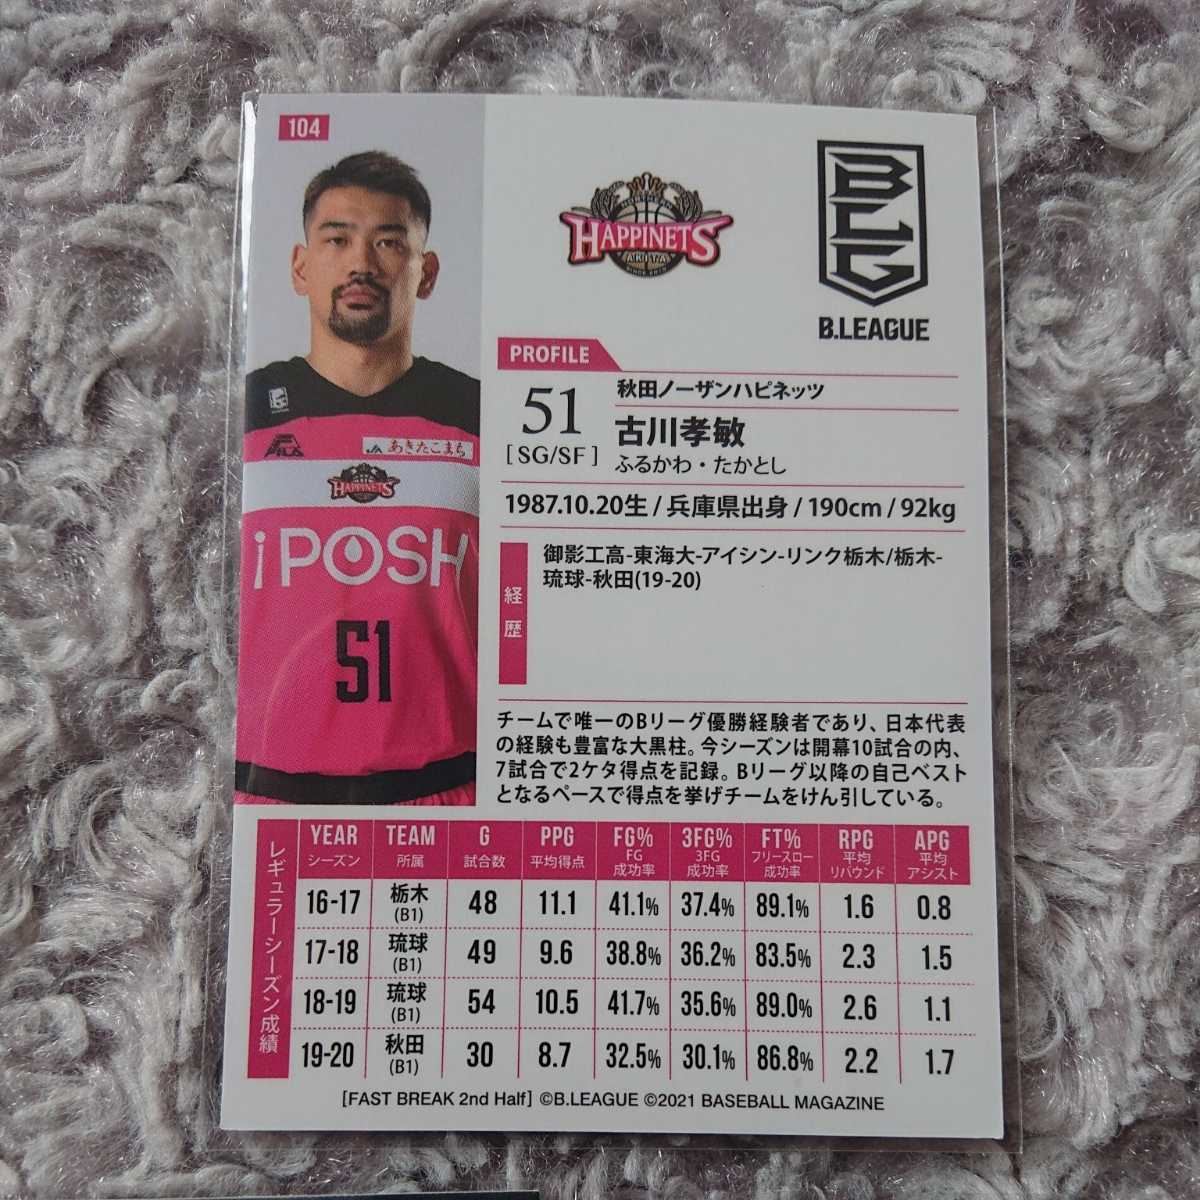 104
NORTHERN
HAPPINETS
AKITA
SINCE 2010
BLG
B.LEAGUE
PROFILE
51
[SG/SF]
秋田ノーザンハピネッツ
古川孝敏
ふるかわ・たかとし
1987.10.20生 / 兵庫県出身 / 190cm / 92kg
経歴
御影工高-東海大-アイシン-リンク栃木/栃木-
琉球-秋田(19-20)
FILA
JA あきたこまち
HAPPINETS
iPOSH
51
チームで唯一のBリーグ優勝経験者であり、日本代表
の経験も豊富な大黒柱。今シーズンは開幕10試合の内、
7試合で2ケタ得点を記録。Bリーグ以降の自己ベスト
となるペースで得点を挙げチームをけん引している。
レギュラーシーズン成績
YEAR TEAM G PPG FG% 3FG% FT% RPG APG
シーズン 所属 試合数 平均得点 FG成功率 3FG成功率 フリースロー成功率 平均リバウンド 平均アシスト
16-17 栃木(B1) 48 11.1 41.1% 37.4% 89.1% 1.6 0.8
17-18 琉球(B1) 49 9.6 38.8% 36.2% 83.5% 2.3 1.5
18-19 琉球(B1) 54 10.5 41.7% 35.6% 89.0% 2.6 1.1
19-20 秋田(B1) 30 8.7 32.5% 30.1% 86.8% 2.2 1.7
[FAST BREAK 2nd Half] ©B.LEAGUE ©2021 BASEBALL MAGAZINE